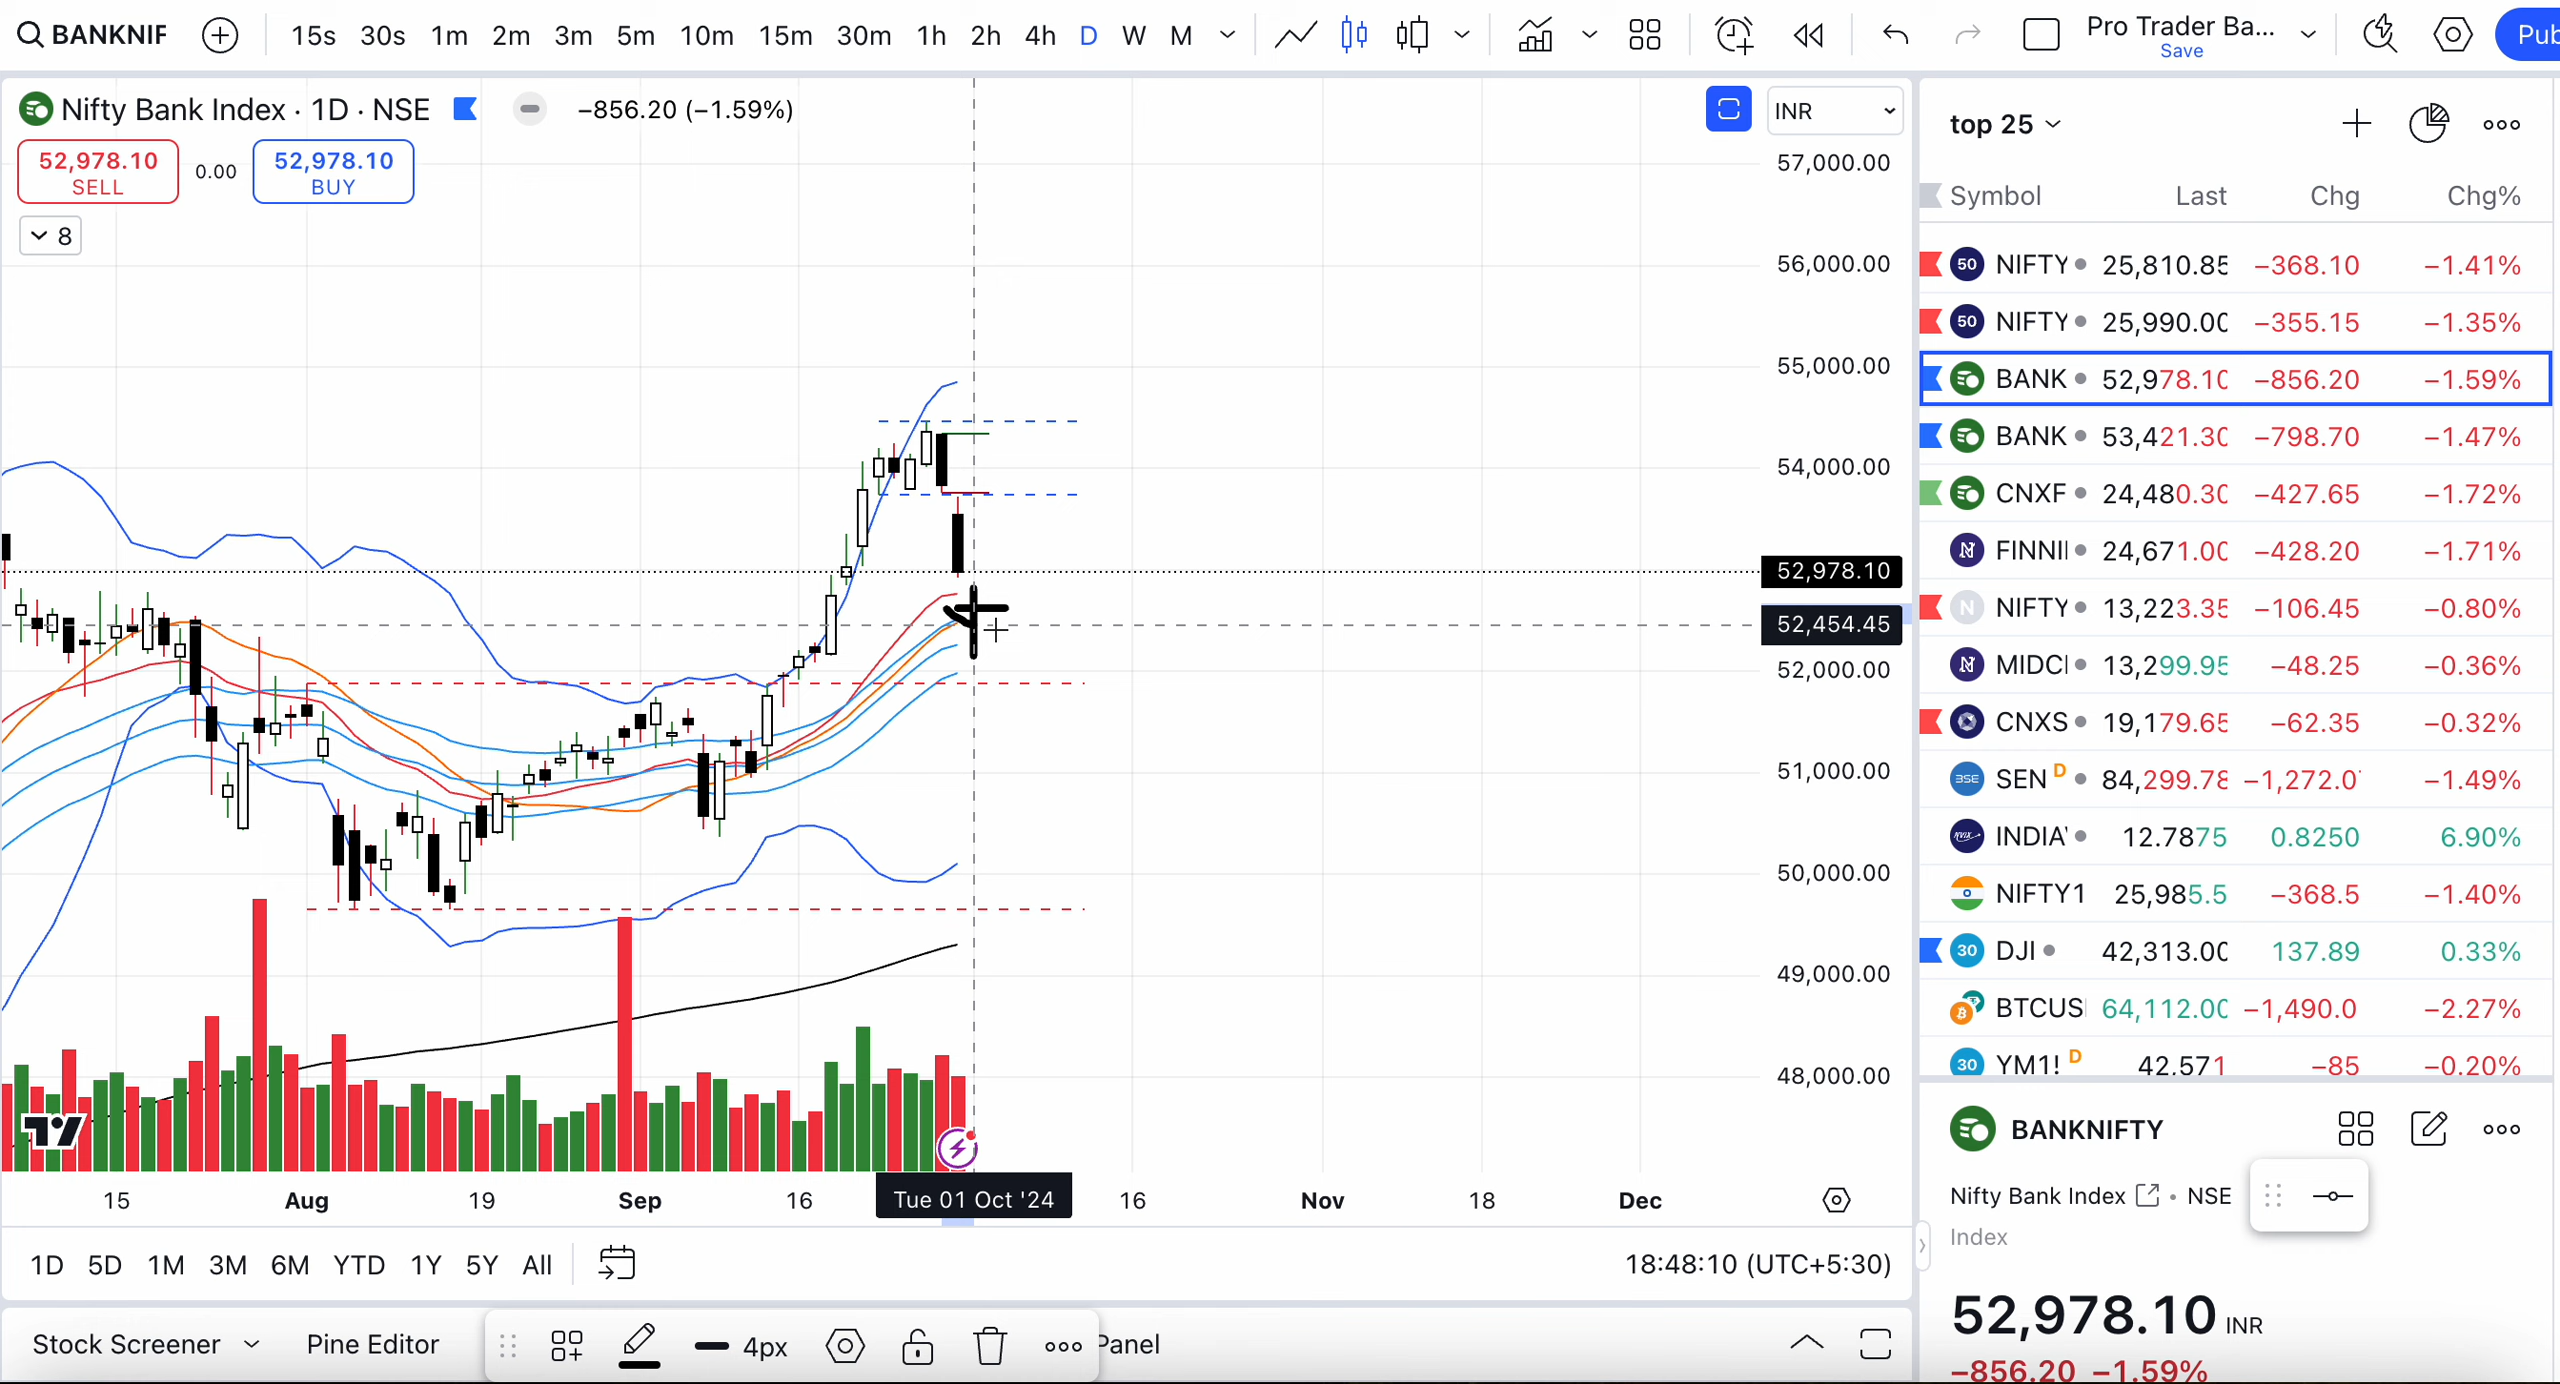 BANKNIF 15s 30s 1m 2m 3m 5m 10m 15m 30m 1h 2h 4h D W M Pro Trader Ba... Save Pub
Nifty Bank Index · 1D · NSE −856.20 (−1.59%) INR
52,978.10 SELL 0.00 52,978.10 BUY
8
57,000.00
56,000.00
55,000.00
54,000.00
52,978.10
52,454.45
52,000.00
51,000.00
50,000.00
49,000.00
48,000.00
15 Aug 19 Sep 16 Tue 01 Oct '24 16 Nov 18 Dec
1D 5D 1M 3M 6M YTD 1Y 5Y All 18:48:10 (UTC+5:30)
Stock Screener Pine Editor 4px Panel
top 25
Symbol Last Chg Chg%
50 NIFTY 25,810.85 −368.10 −1.41%
50 NIFTY 25,990.00 −355.15 −1.35%
BANK 52,978.10 −856.20 −1.59%
BANK 53,421.30 −798.70 −1.47%
CNXF 24,480.30 −427.65 −1.72%
FINNI 24,671.00 −428.20 −1.71%
N NIFTY 13,223.35 −106.45 −0.80%
MIDC 13,299.95 −48.25 −0.36%
CNXS 19,179.65 −62.35 −0.32%
BSE SEN D 84,299.78 −1,272.0 −1.49%
INDIA 12.7875 0.8250 6.90%
NIFTY1 25,985.5 −368.5 −1.40%
30 DJI 42,313.00 137.89 0.33%
BTCUS 64,112.00 −1,490.0 −2.27%
30 YM1! D 42,571 −85 −0.20%
BANKNIFTY
Nifty Bank Index • NSE
Index
52,978.10 INR
−856.20 −1.59%